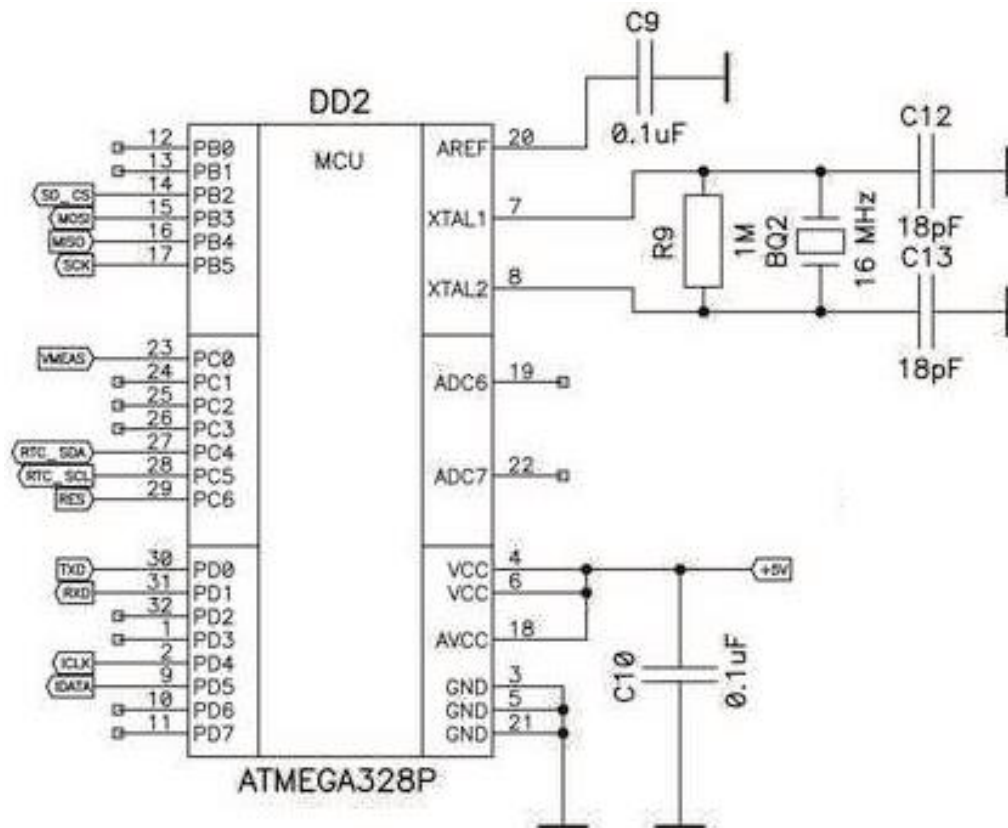 C9
0.1uF
DD2
MCU
ATMEGA328P
12 PB0
13 PB1
SD_CS 14 PB2
MOSI 15 PB3
MISO 16 PB4
SCK 17 PB5
VMEAS 23 PC0
24 PC1
25 PC2
26 PC3
RTC_SDA 27 PC4
RTC_SCL 28 PC5
RES 29 PC6
TXD 30 PD0
RXD 31 PD1
32 PD2
1 PD3
ICLK 2 PD4
IDATA 9 PD5
10 PD6
11 PD7
AREF 20
XTAL1 7
XTAL2 8
ADC6 19
ADC7 22
VCC 4
VCC 6
AVCC 18
GND 3
GND 5
GND 21
R9
1M
BQ2
16 MHz
C12
18pF
C13
18pF
+5V
C10
0.1uF